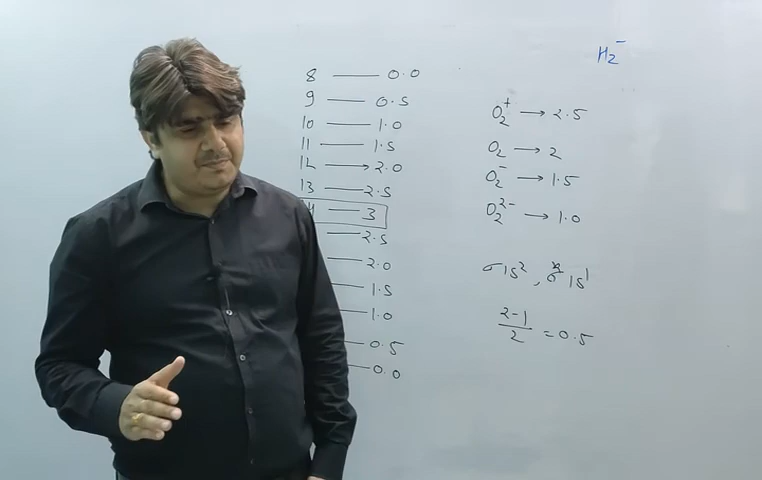 H₂⁻
8 —— 0.0
9 —— 0.5
10 —— 1.0
11 —— 1.5
12 → 2.0
13 —— 2.5
4 —— 3
—— 2.5
—— 2.0
—— 1.5
—— 1.0
—— 0.5
—— 0.0
O₂⁺ → 2.5
O₂ → 2
O₂⁻ → 1.5
O₂²⁻ → 1.0
σ1s², σ*1s¹
2-1/2 = 0.5